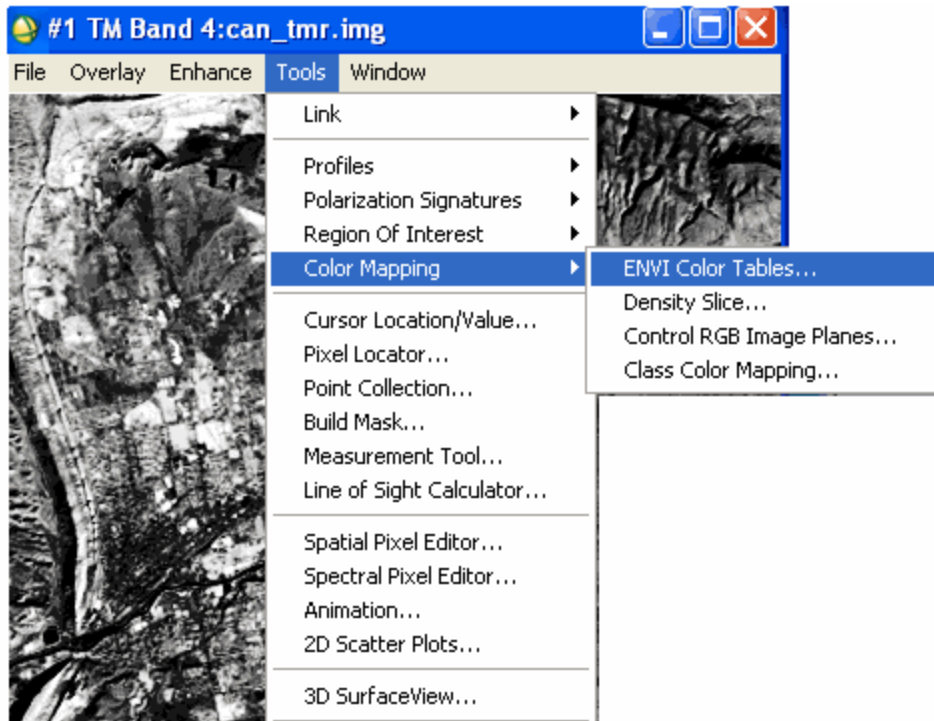 #1 TM Band 4:can_tmr.img
File Overlay Enhance Tools Window
Link
Profiles
Polarization Signatures
Region Of Interest
Color Mapping
ENVI Color Tables...
Density Slice...
Control RGB Image Planes...
Class Color Mapping...
Cursor Location/Value...
Pixel Locator...
Point Collection...
Build Mask...
Measurement Tool...
Line of Sight Calculator...
Spatial Pixel Editor...
Spectral Pixel Editor...
Animation...
2D Scatter Plots...
3D SurfaceView...